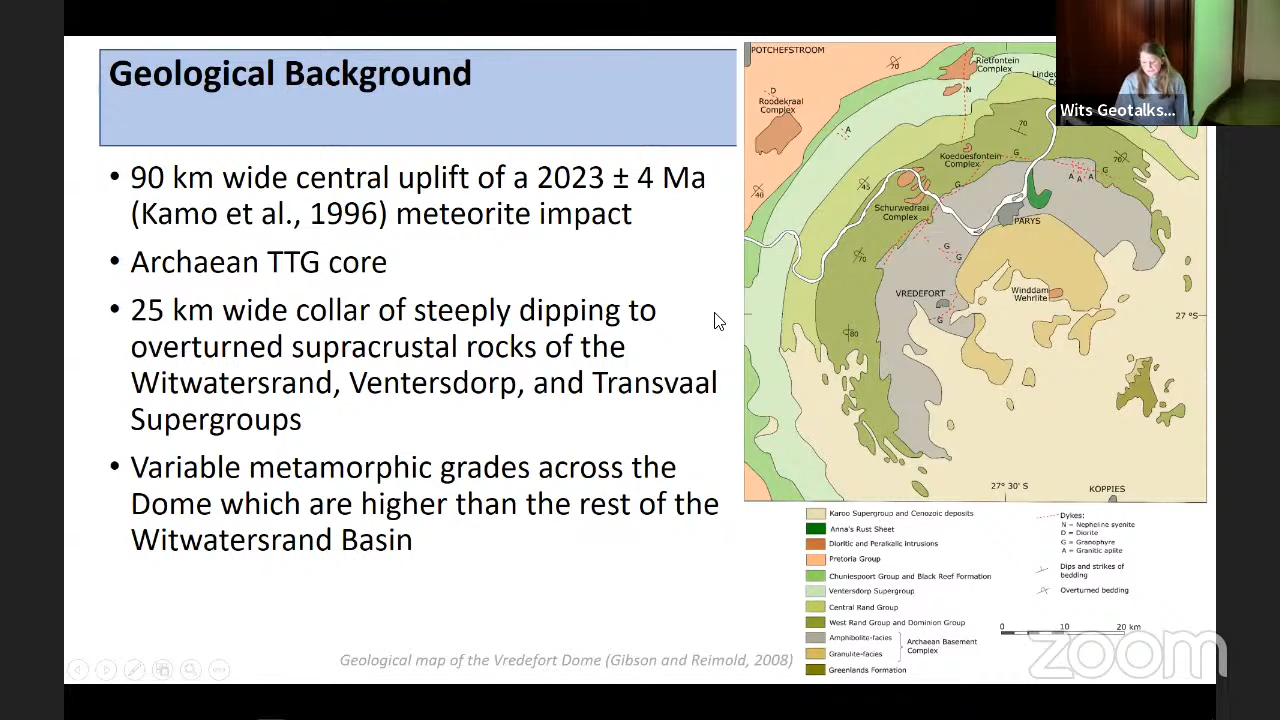 Geological Background
• 90 km wide central uplift of a 2023 ± 4 Ma
(Kamo et al., 1996) meteorite impact
• Archaean TTG core
• 25 km wide collar of steeply dipping to
overturned supracrustal rocks of the
Witwatersrand, Ventersdorp, and Transvaal
Supergroups
• Variable metamorphic grades across the
Dome which are higher than the rest of the
Witwatersrand Basin
Geological map of the Vredefort Dome (Gibson and Reimold, 2008)
Wits Geotalks...
POTCHEFSTROOM
Rietfontein
Complex
70
D
N
Roodekraal
Complex
A
70
Koedoesfontein
Complex
G
70
A A A
G
40
45
G
Schurwedraai
Complex
PARYS
G
G
70
VREDEFORT
Winddam
Wehrlite
G
27 °S
80
27° 30' S
KOPPIES
Karoo Supergroup and Cenozoic deposits
Anna's Rust Sheet
Dioritic and Peralkalic intrusions
Pretoria Group
Chuniespoort Group and Black Reef Formation
Ventersdorp Supergroup
Central Rand Group
West Rand Group and Dominion Group
Amphibolite-facies
Granulite-facies
Archaean Basement
Complex
Greenlands Formation
Dykes:
N = Nepheline syenite
D = Diorite
G = Granophyre
A = Granitic aplite
Dips and strikes of
bedding
Overturned bedding
0 10 20 km
zoom